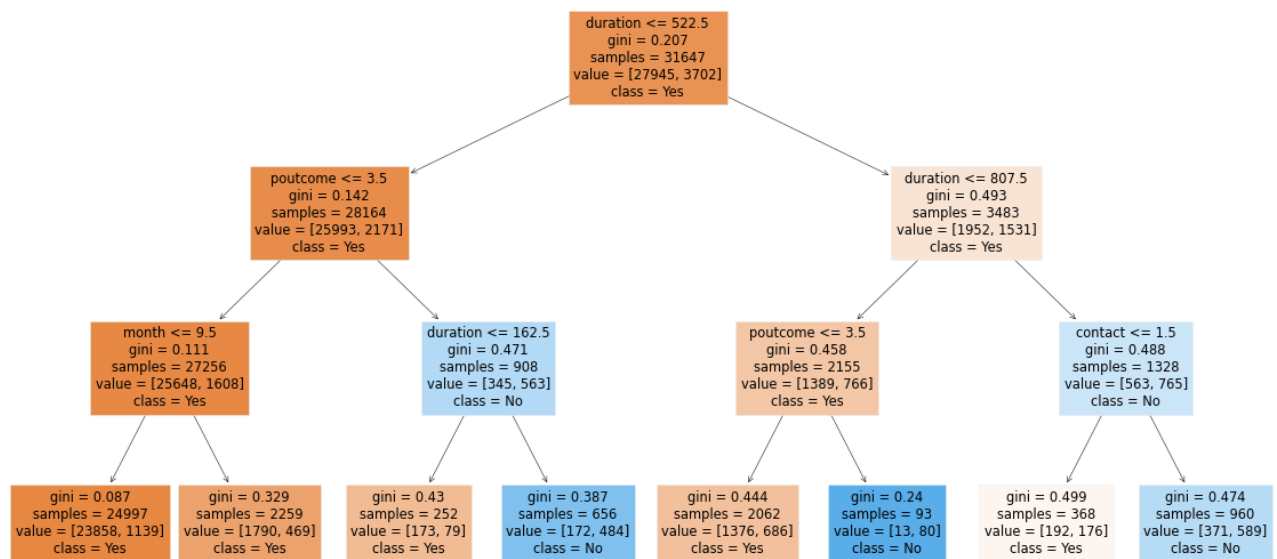 duration <= 522.5
gini = 0.207
samples = 31647
value = [27945, 3702]
class = Yes
poutcome <= 3.5
gini = 0.142
samples = 28164
value = [25993, 2171]
class = Yes
duration <= 807.5
gini = 0.493
samples = 3483
value = [1952, 1531]
class = Yes
month <= 9.5
gini = 0.111
samples = 27256
value = [25648, 1608]
class = Yes
duration <= 162.5
gini = 0.471
samples = 908
value = [345, 563]
class = No
poutcome <= 3.5
gini = 0.458
samples = 2155
value = [1389, 766]
class = Yes
contact <= 1.5
gini = 0.488
samples = 1328
value = [563, 765]
class = No
gini = 0.087
samples = 24997
value = [23858, 1139]
class = Yes
gini = 0.329
samples = 2259
value = [1790, 469]
class = Yes
gini = 0.43
samples = 252
value = [173, 79]
class = Yes
gini = 0.387
samples = 656
value = [172, 484]
class = No
gini = 0.444
samples = 2062
value = [1376, 686]
class = Yes
gini = 0.24
samples = 93
value = [13, 80]
class = No
gini = 0.499
samples = 368
value = [192, 176]
class = Yes
gini = 0.474
samples = 960
value = [371, 589]
class = No